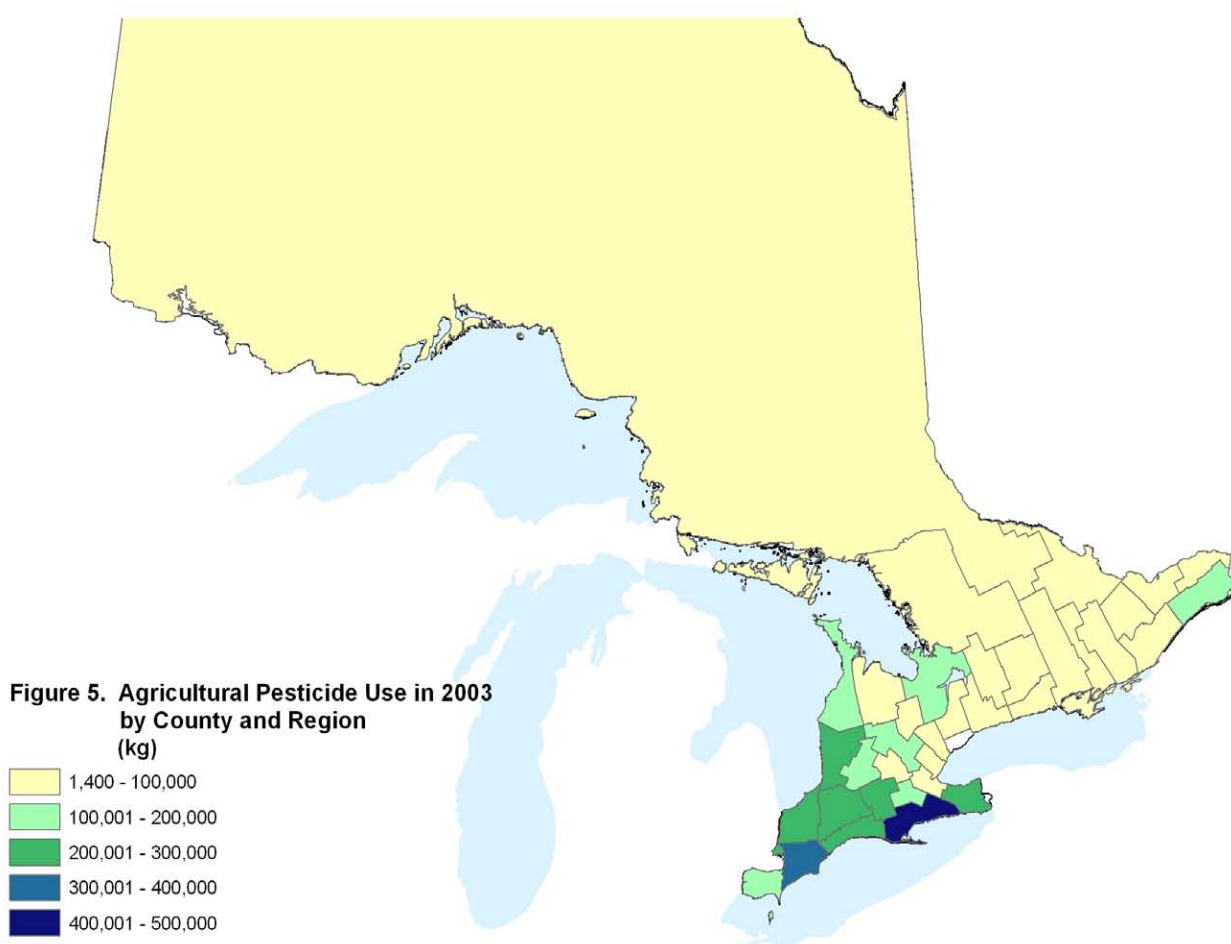 Figure 5. Agricultural Pesticide Use in 2003
by County and Region
(kg)
1,400 - 100,000
100,001 - 200,000
200,001 - 300,000
300,001 - 400,000
400,001 - 500,000